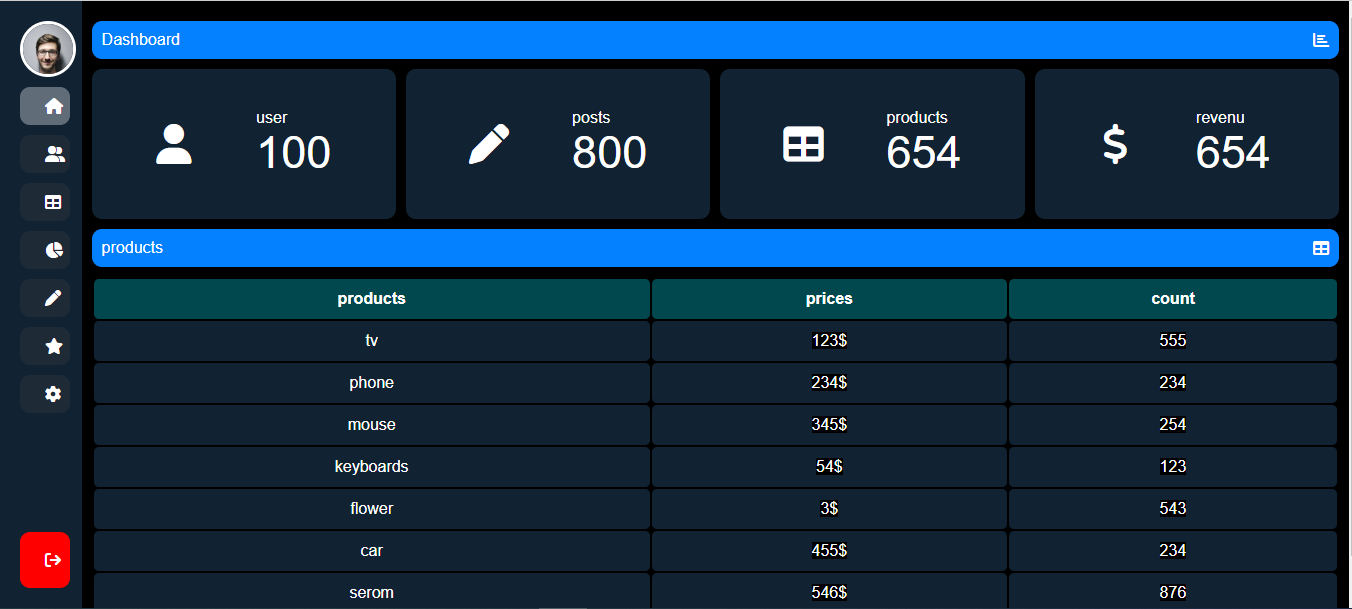 Dashboard
user
100
posts
800
products
654
revenu
654
products
products prices count
tv 123$ 555
phone 234$ 234
mouse 345$ 254
keyboards 54$ 123
flower 3$ 543
car 455$ 234
serom 546$ 876